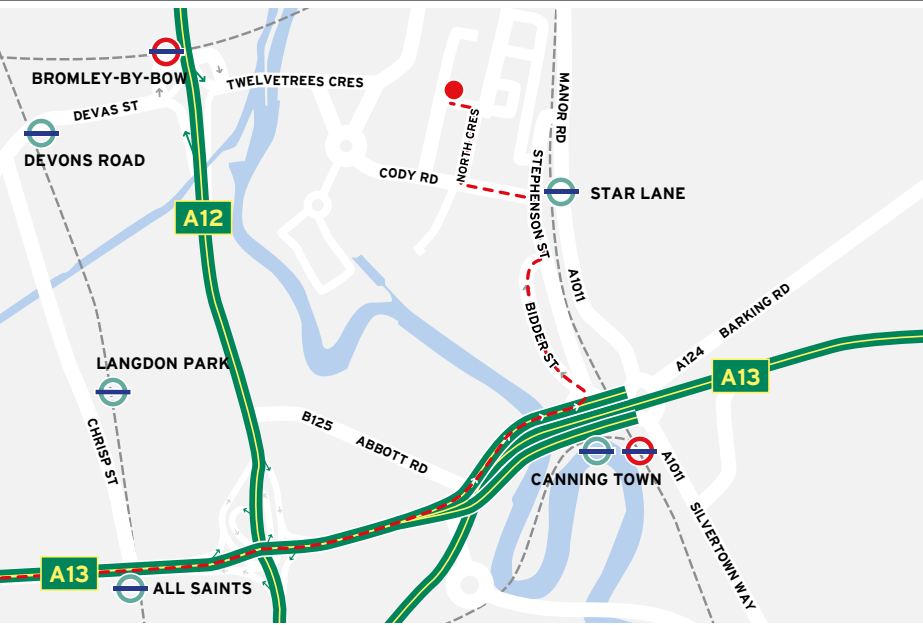 BROMLEY-BY-BOW
TWELVETREES CRES
DEVAS ST
DEVONS ROAD
MANOR RD
NORTH CRES
CODY RD
STEPHENSON ST
STAR LANE
A12
A1011
BIDDER ST
BARKING RD
A124
A13
LANGDON PARK
CHRISP ST
B125
ABBOTT RD
CANNING TOWN
A1011
SILVERTOWN WAY
A13
ALL SAINTS